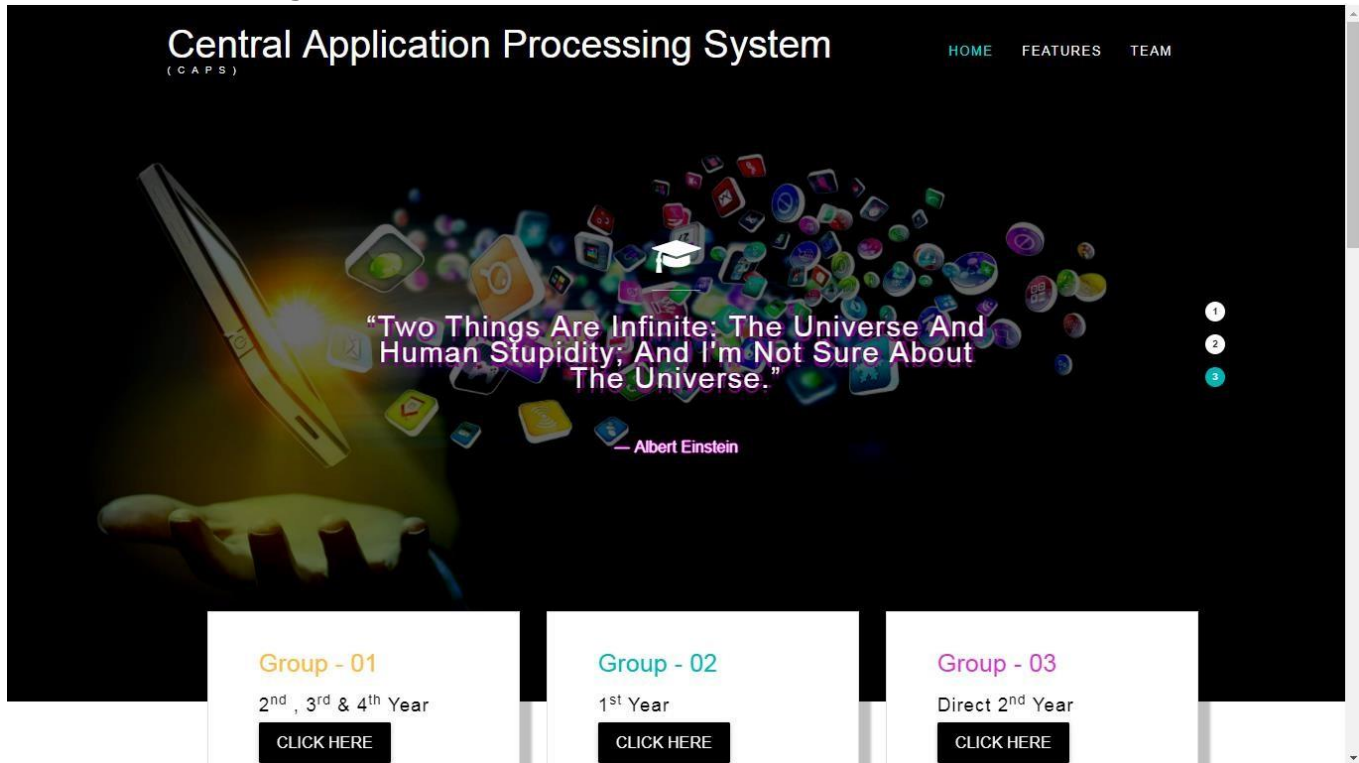 Central Application Processing System
(CAPS)
HOME FEATURES TEAM
“Two Things Are Infinite: The Universe And
Human Stupidity; And I'm Not Sure About
The Universe.”
— Albert Einstein
1
2
3
Group - 01
2nd , 3rd & 4th Year
CLICK HERE
Group - 02
1st Year
CLICK HERE
Group - 03
Direct 2nd Year
CLICK HERE